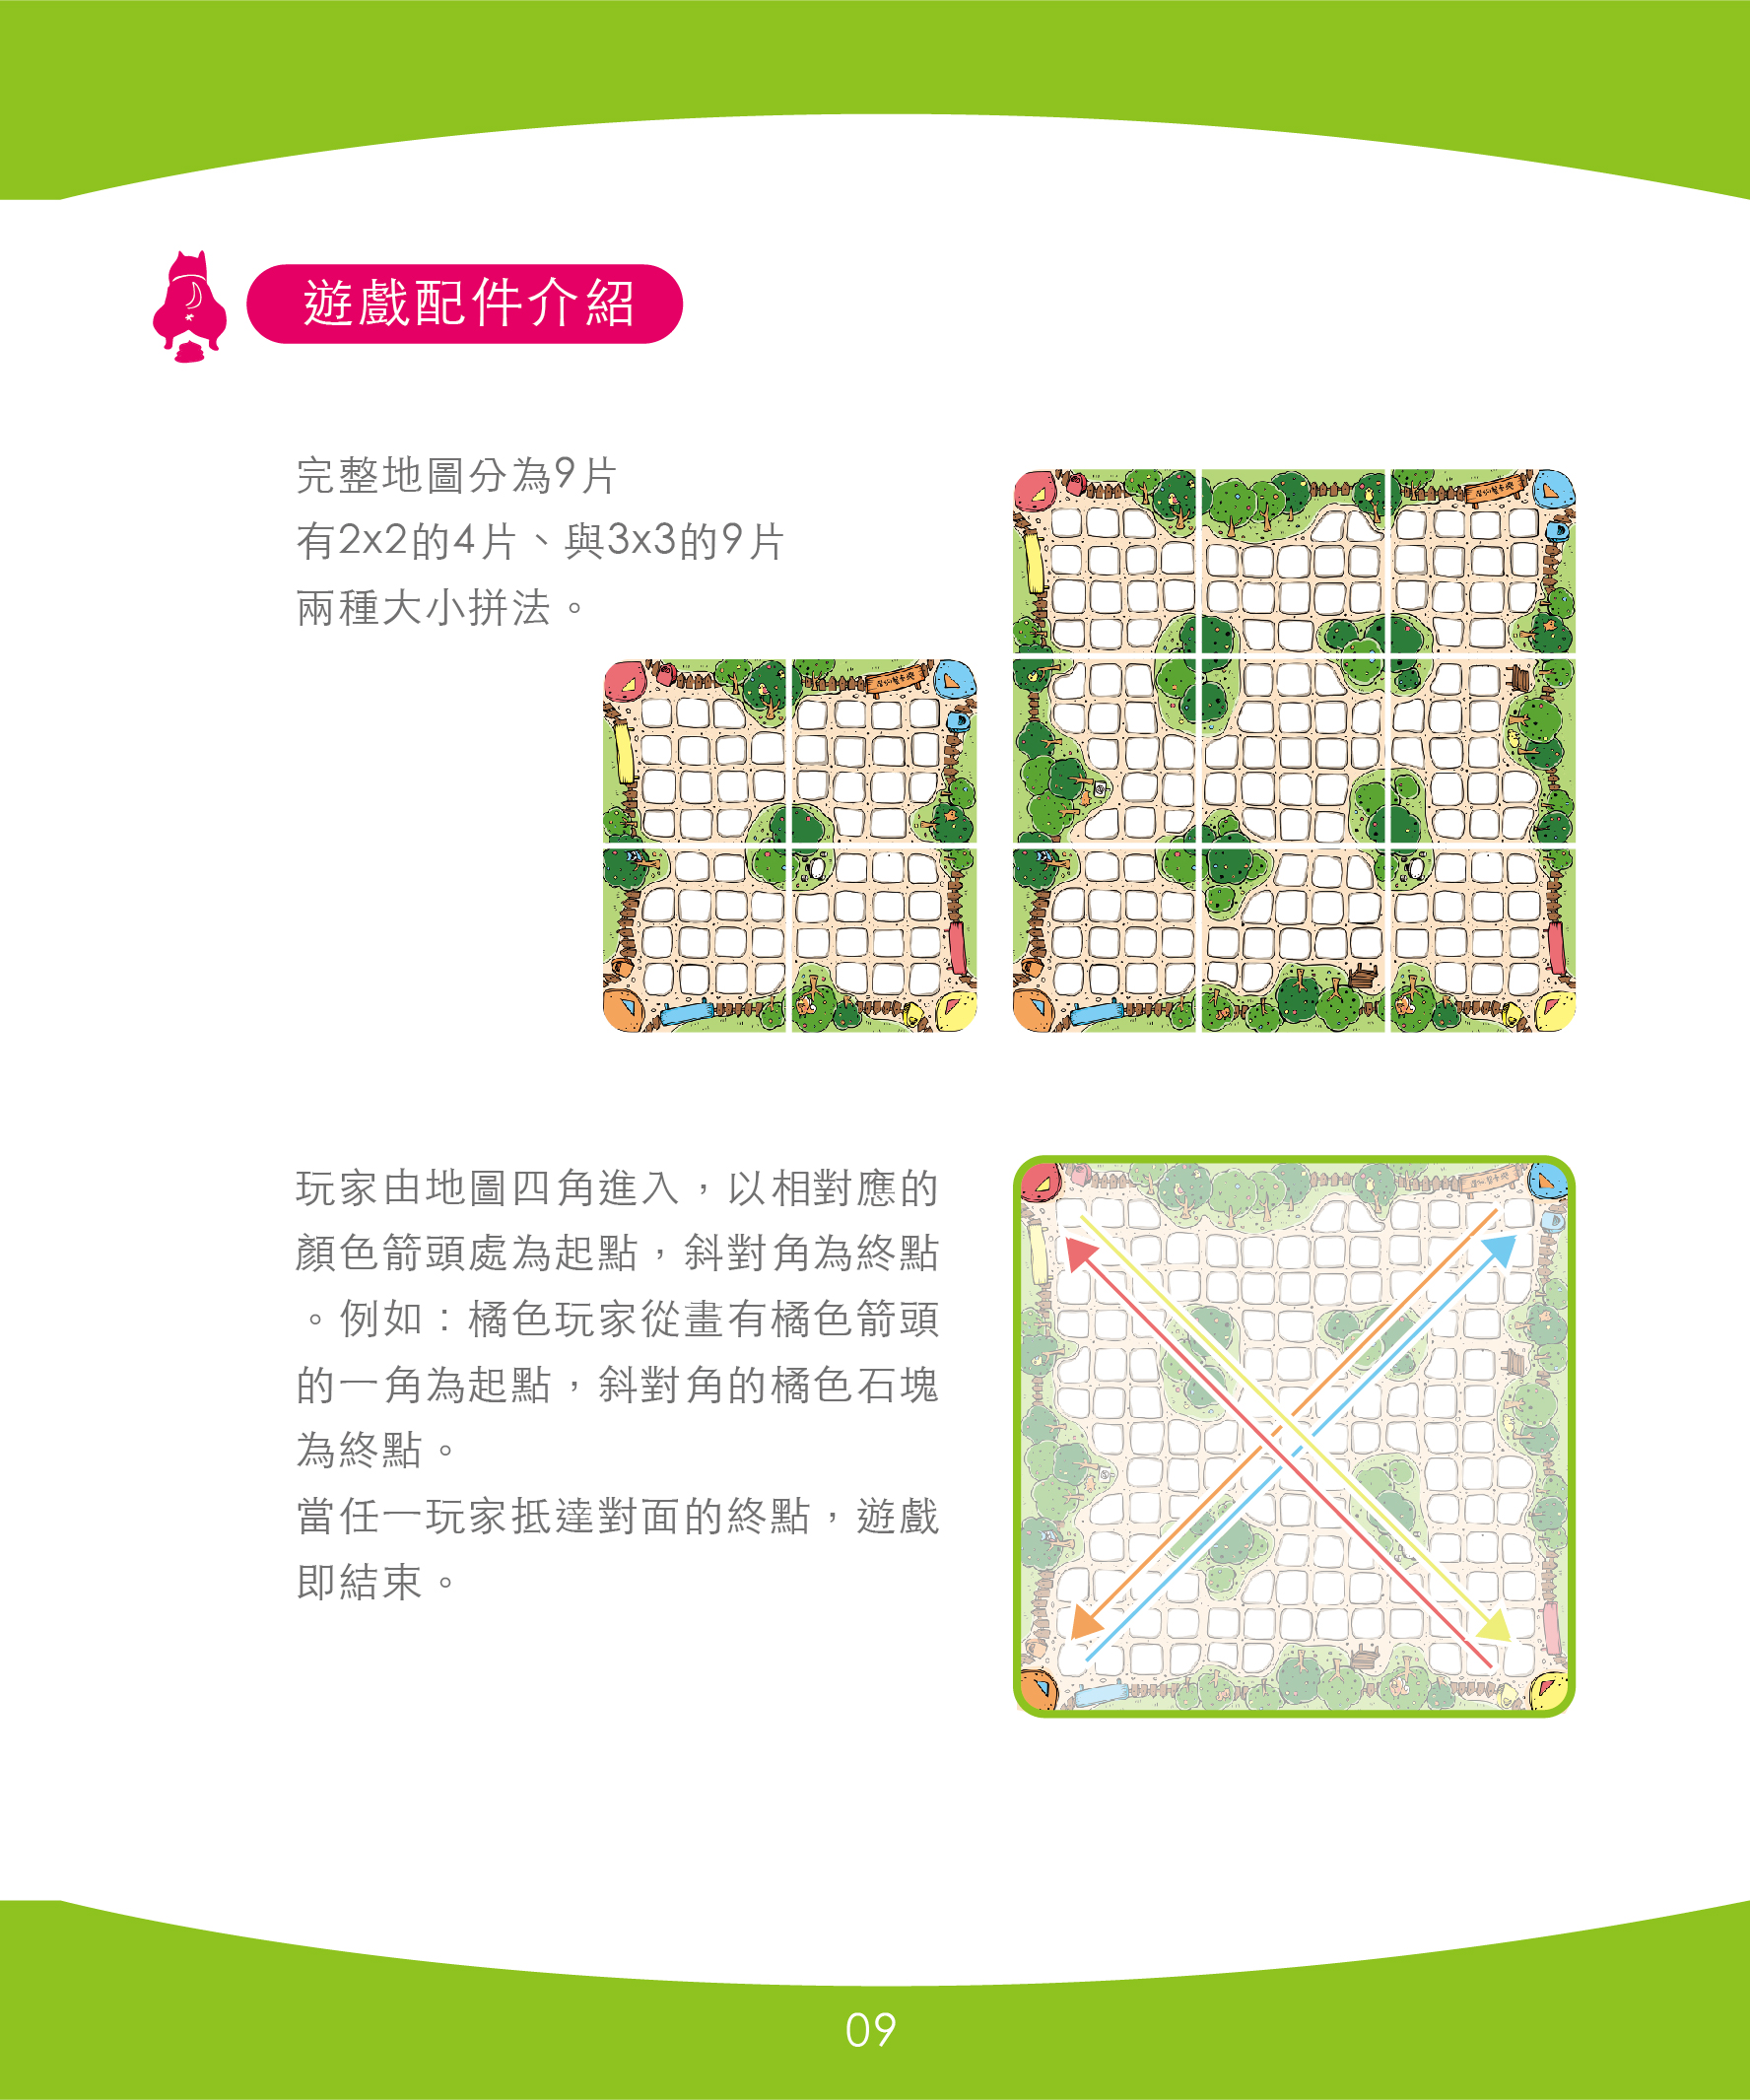 遊戲配件介紹
完整地圖分為9片
有2x2的4片、與3x3的9片
兩種大小拼法。
玩家由地圖四角進入，以相對應的
顏色箭頭處為起點，斜對角為終點
。例如：橘色玩家從畫有橘色箭頭
的一角為起點，斜對角的橘色石塊
為終點。
當任一玩家抵達對面的終點，遊戲
即結束。
09